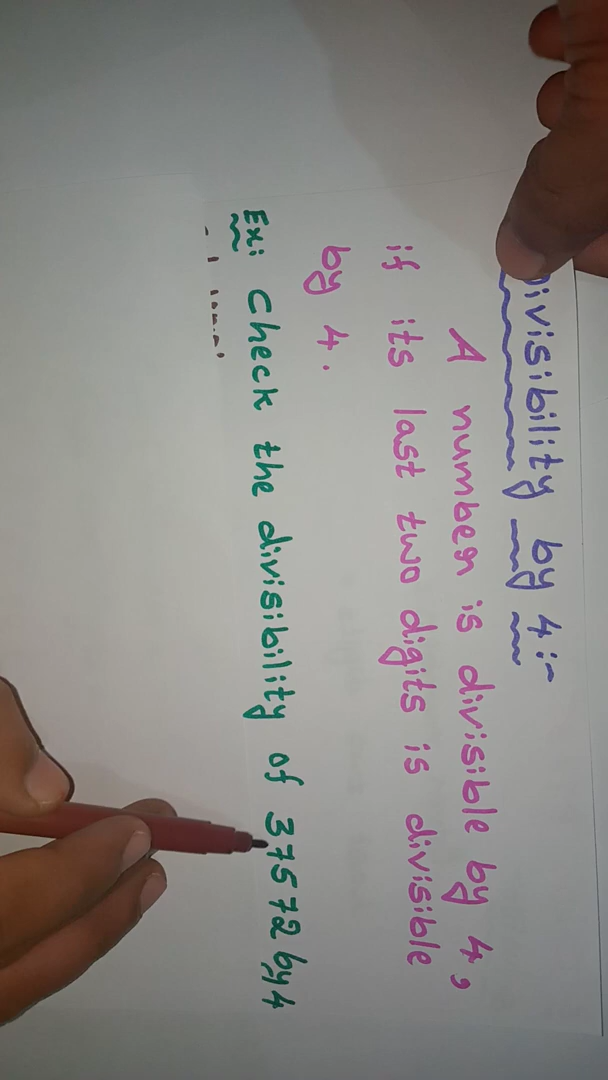 Divisibility by 4:-
A number is divisible by 4,
if its last two digits is divisible
by 4.
Ex: Check the divisibility of 37572 by 4